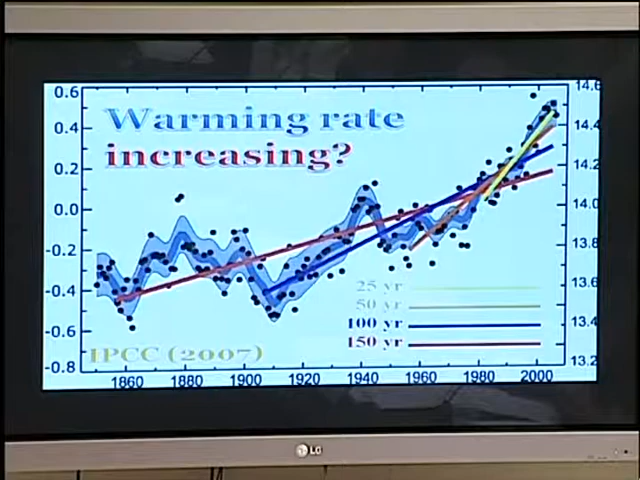 Warming rate
increasing?
0.6
0.4
0.2
0.0
-0.2
-0.4
-0.6
-0.8
14.6
14.4
14.2
14.0
13.8
13.6
13.4
13.2
25 yr
50 yr
100 yr
150 yr
IPCC (2007)
1860 1880 1900 1920 1940 1960 1980 2000
LG